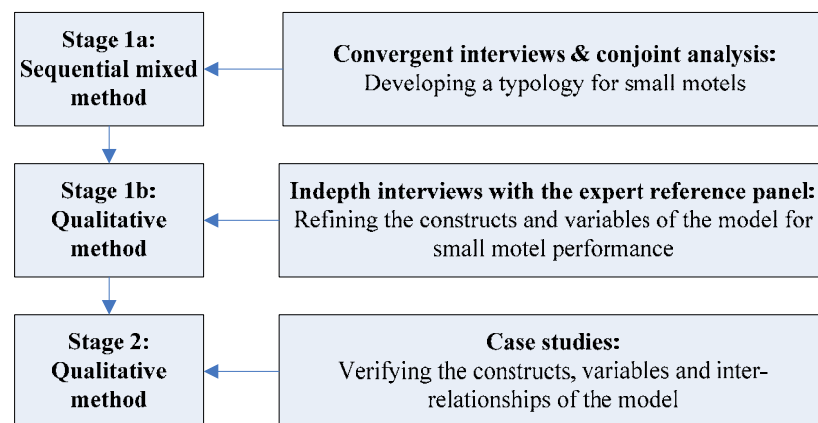 Stage 1a:
Sequential mixed
method
Convergent interviews & conjoint analysis:
Developing a typology for small motels
Stage 1b:
Qualitative
method
Indepth interviews with the expert reference panel:
Refining the constructs and variables of the model for
small motel performance
Stage 2:
Qualitative
method
Case studies:
Verifying the constructs, variables and inter-
relationships of the model